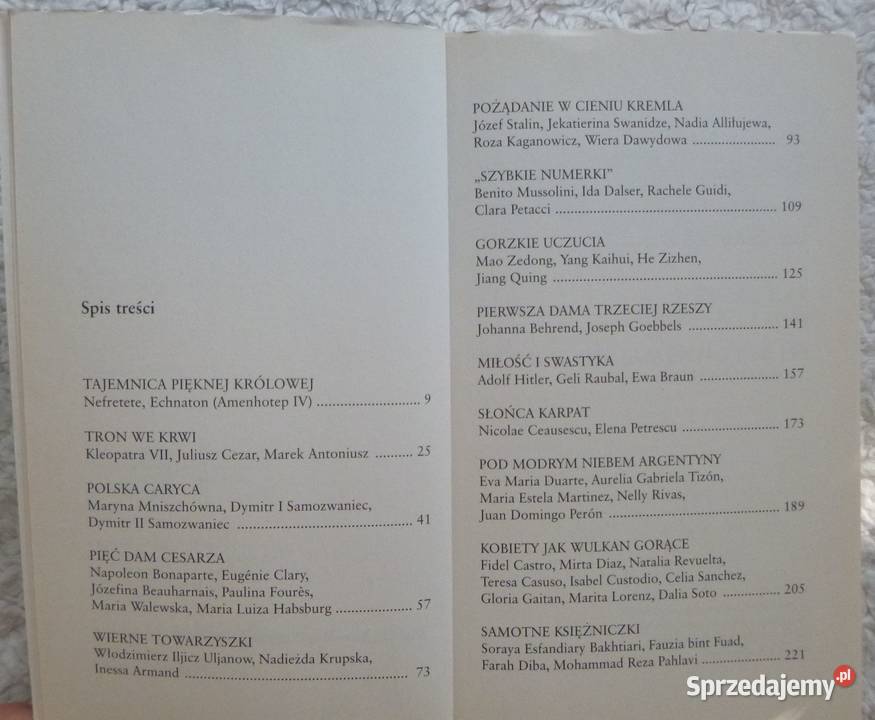 Spis treści
TAJEMNICA PIĘKNEJ KRÓLOWEJ
Nefretete, Echnaton (Amenhotep IV) ........................... 9
TRON WE KRWI
Kleopatra VII, Juliusz Cezar, Marek Antoniusz .......... 25
POLSKA CARYCA
Maryna Mniszchówna, Dymitr I Samozwaniec,
Dymitr II Samozwaniec ............................................. 41
PIĘĆ DAM CESARZA
Napoleon Bonaparte, Eugénie Clary,
Józefina Beauharnais, Paulina Fourès,
Maria Walewska, Maria Luiza Habsburg .................... 57
WIERNE TOWARZYSZKI
Włodzimierz Iljicz Uljanow, Nadieżda Krupska,
Inessa Armand ........................................................... 73
POŻĄDANIE W CIENIU KREMLA
Józef Stalin, Jekatierina Swanidze, Nadia Alliłujewa,
Roza Kaganowicz, Wiera Dawydowa ...................... 93
„SZYBKIE NUMERKI”
Benito Mussolini, Ida Dalser, Rachele Guidi,
Clara Petacci ........................................................... 109
GORZKIE UCZUCIA
Mao Zedong, Yang Kaihui, He Zizhen,
Jiang Quing ............................................................ 125
PIERWSZA DAMA TRZECIEJ RZESZY
Johanna Behrend, Joseph Goebbels ........................ 141
MIŁOŚĆ I SWASTYKA
Adolf Hitler, Geli Raubal, Ewa Braun ..................... 157
SŁOŃCA KARPAT
Nicolae Ceausescu, Elena Petrescu ......................... 173
POD MODRYM NIEBEM ARGENTYNY
Eva Maria Duarte, Aurelia Gabriela Tizón,
Maria Estela Martinez, Nelly Rivas,
Juan Domingo Perón .............................................. 189
KOBIETY JAK WULKAN GORĄCE
Fidel Castro, Mirta Diaz, Natalia Revuelta,
Teresa Casuso, Isabel Custodio, Celia Sanchez,
Gloria Gaitan, Marita Lorenz, Dalia Soto ................ 205
SAMOTNE KSIĘŻNICZKI
Soraya Esfandiary Bakhtiari, Fauzia bint Fuad,
Farah Diba, Mohammad Reza Pahlavi ..................... 221
Sprzedajemy.pl